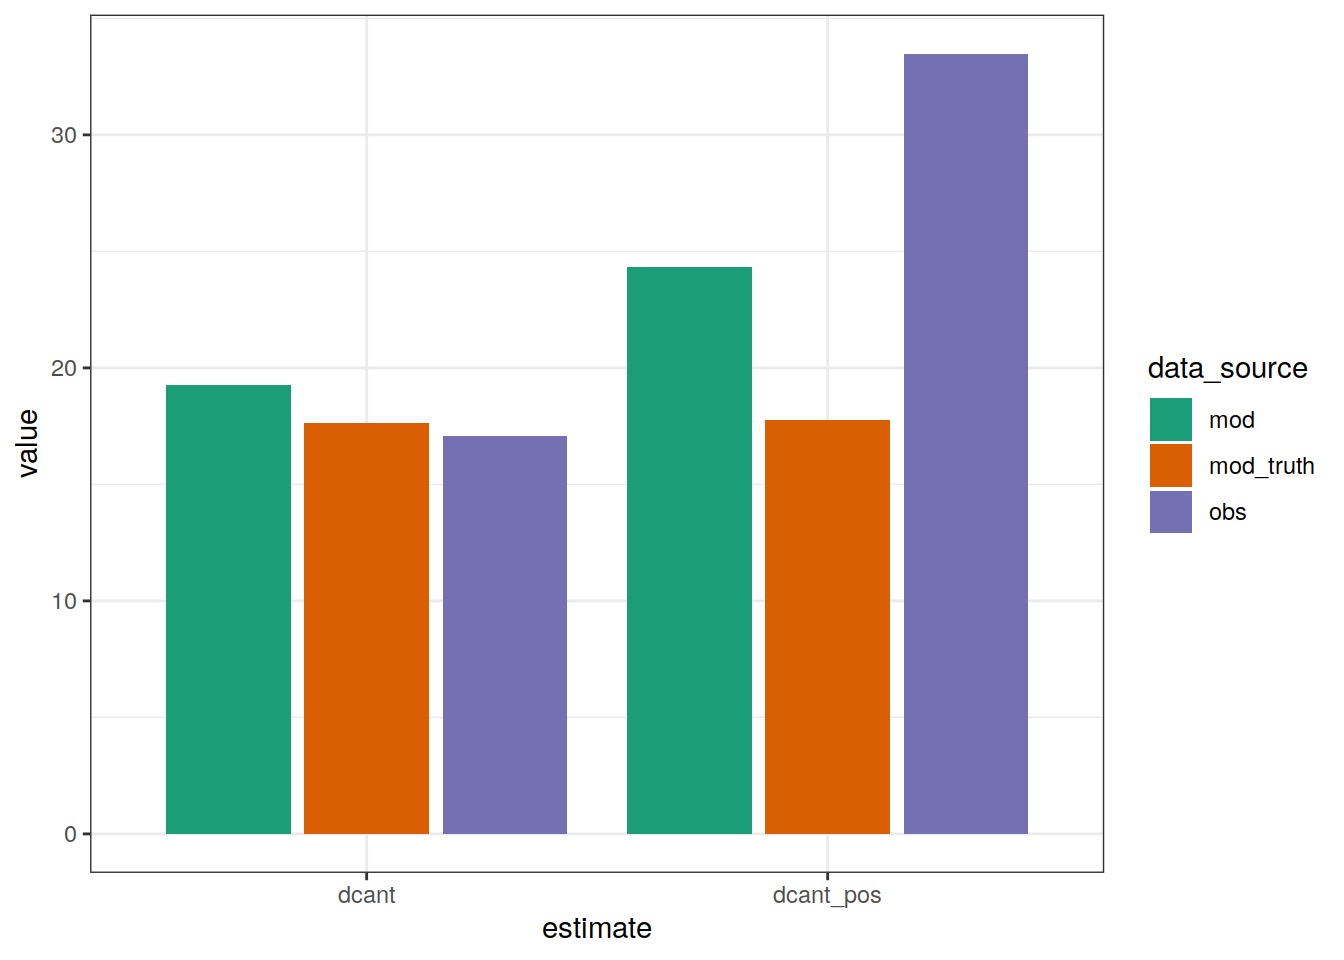 30
20
10
0
value
dcant
dcant_pos
estimate
data_source
mod
mod_truth
obs